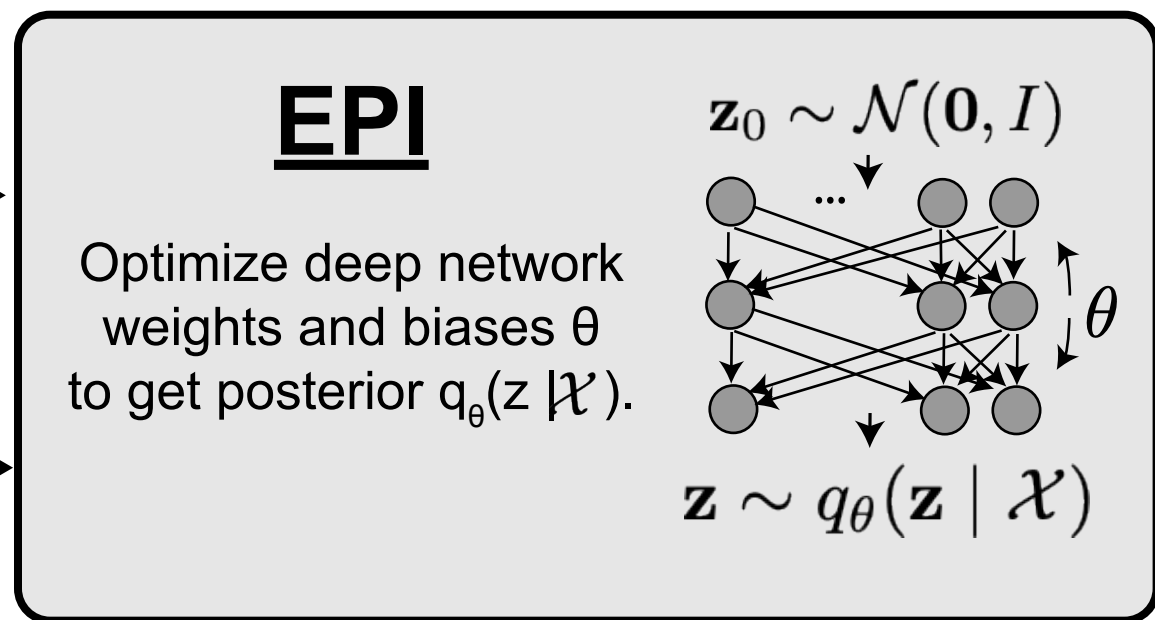 EPI
Optimize deep network
weights and biases θ
to get posterior q_θ(z |𝒳).
𝐳₀ ∼ 𝒩(𝟎, I)
...
θ
𝐳 ∼ q_θ(𝐳 | 𝒳)